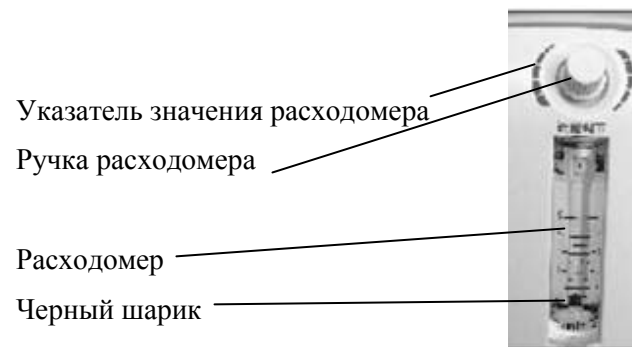 Указатель значения расходомера
Ручка расходомера
Расходомер
Черный шарик